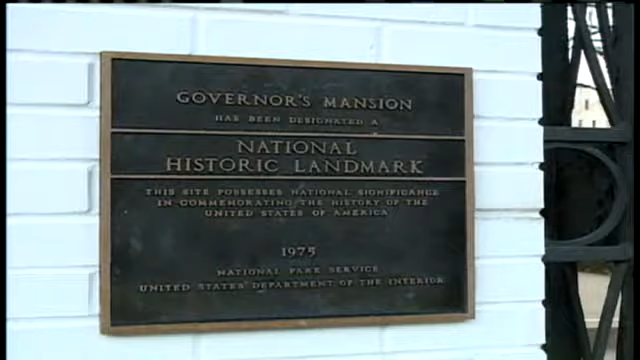 GOVERNOR'S MANSION
HAS BEEN DESIGNATED A
NATIONAL
HISTORIC LANDMARK
THIS SITE POSSESSES NATIONAL SIGNIFICANCE
IN COMMEMORATING THE HISTORY OF THE
UNITED STATES OF AMERICA
1975
NATIONAL PARK SERVICE
UNITED STATES DEPARTMENT OF THE INTERIOR